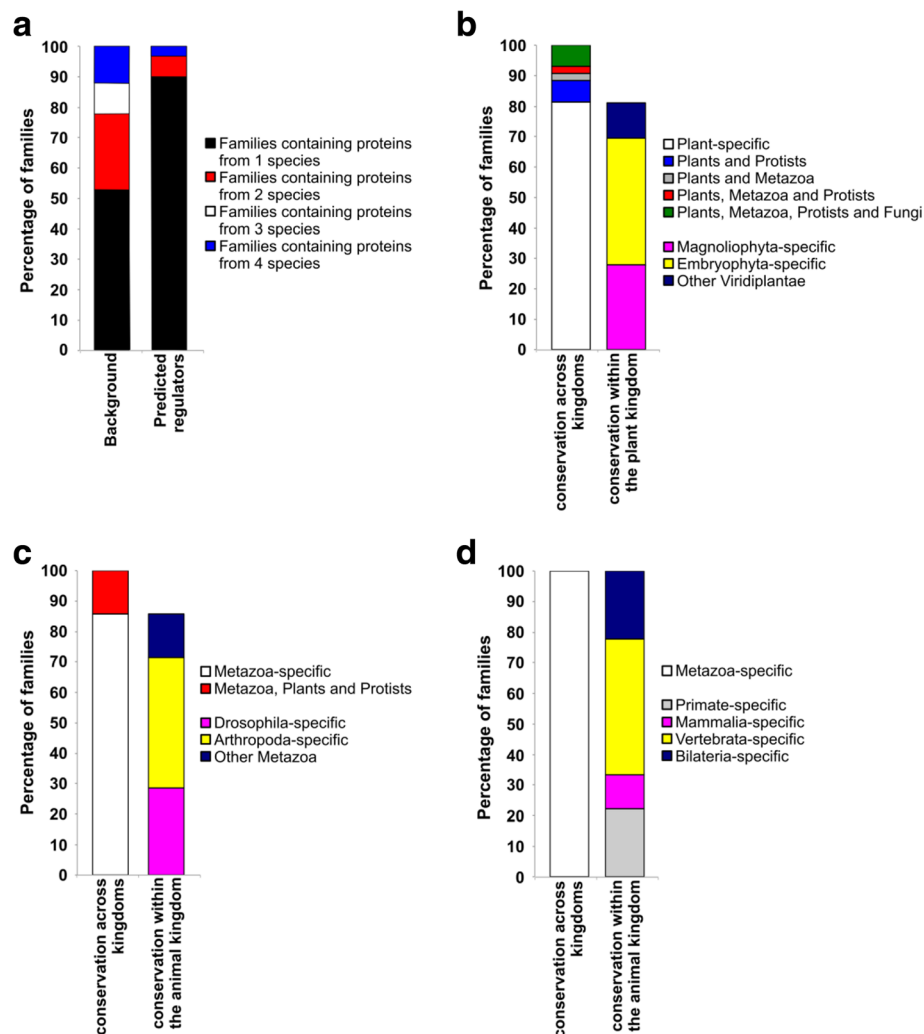 a
Percentage of families
100
90
80
70
60
50
40
30
20
10
0
Background
Predicted
regulators
Families containing proteins
from 1 species
Families containing proteins
from 2 species
Families containing proteins
from 3 species
Families containing proteins
from 4 species
b
Percentage of families
100
90
80
70
60
50
40
30
20
10
0
conservation across
kingdoms
conservation within
the plant kingdom
Plant-specific
Plants and Protists
Plants and Metazoa
Plants, Metazoa and Protists
Plants, Metazoa, Protists and Fungi
Magnoliophyta-specific
Embryophyta-specific
Other Viridiplantae
c
Percentage of families
100
90
80
70
60
50
40
30
20
10
0
conservation across
kingdoms
conservation within
the animal kingdom
Metazoa-specific
Metazoa, Plants and Protists
Drosophila-specific
Arthropoda-specific
Other Metazoa
d
Percentage of families
100
90
80
70
60
50
40
30
20
10
0
conservation across
kingdoms
conservation within
the animal kingdom
Metazoa-specific
Primate-specific
Mammalia-specific
Vertebrata-specific
Bilateria-specific